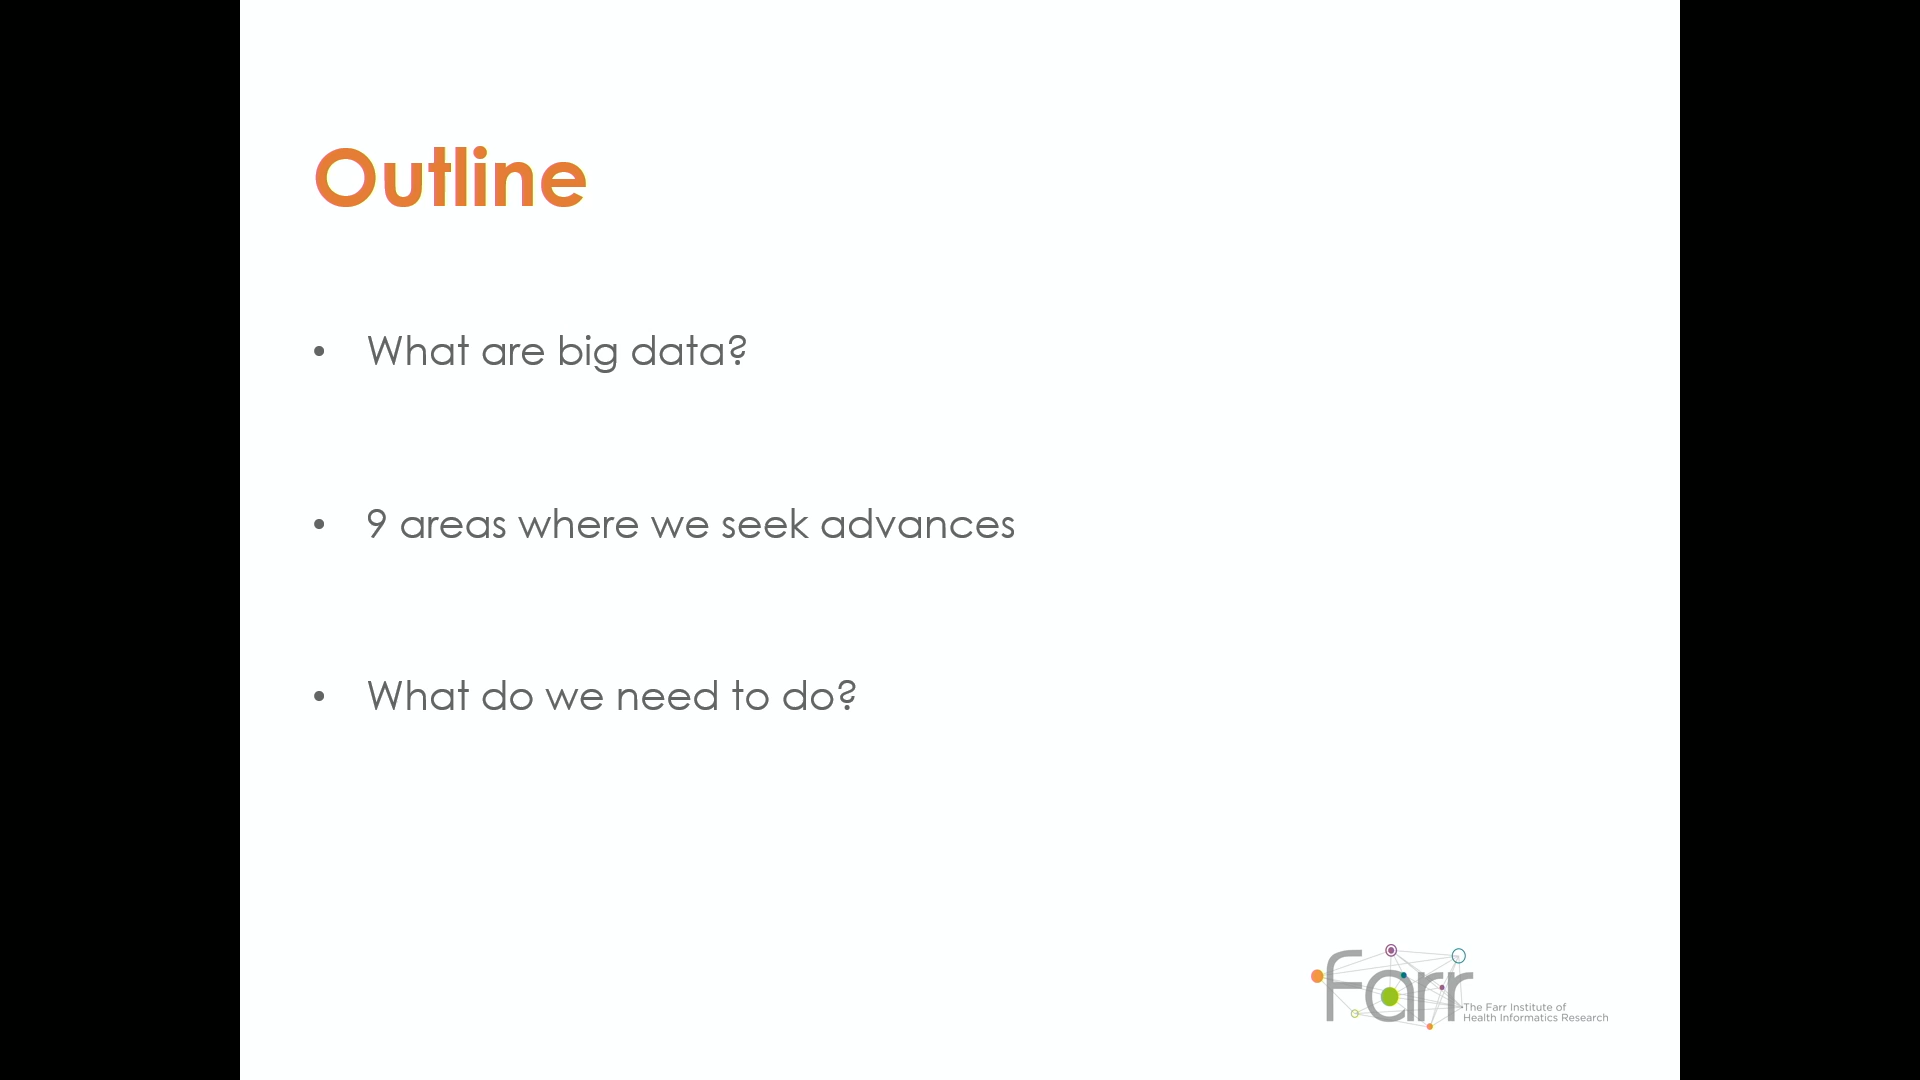 Outline
• What are big data?
• 9 areas where we seek advances
• What do we need to do?
farr
The Farr Institute of
Health Informatics Research